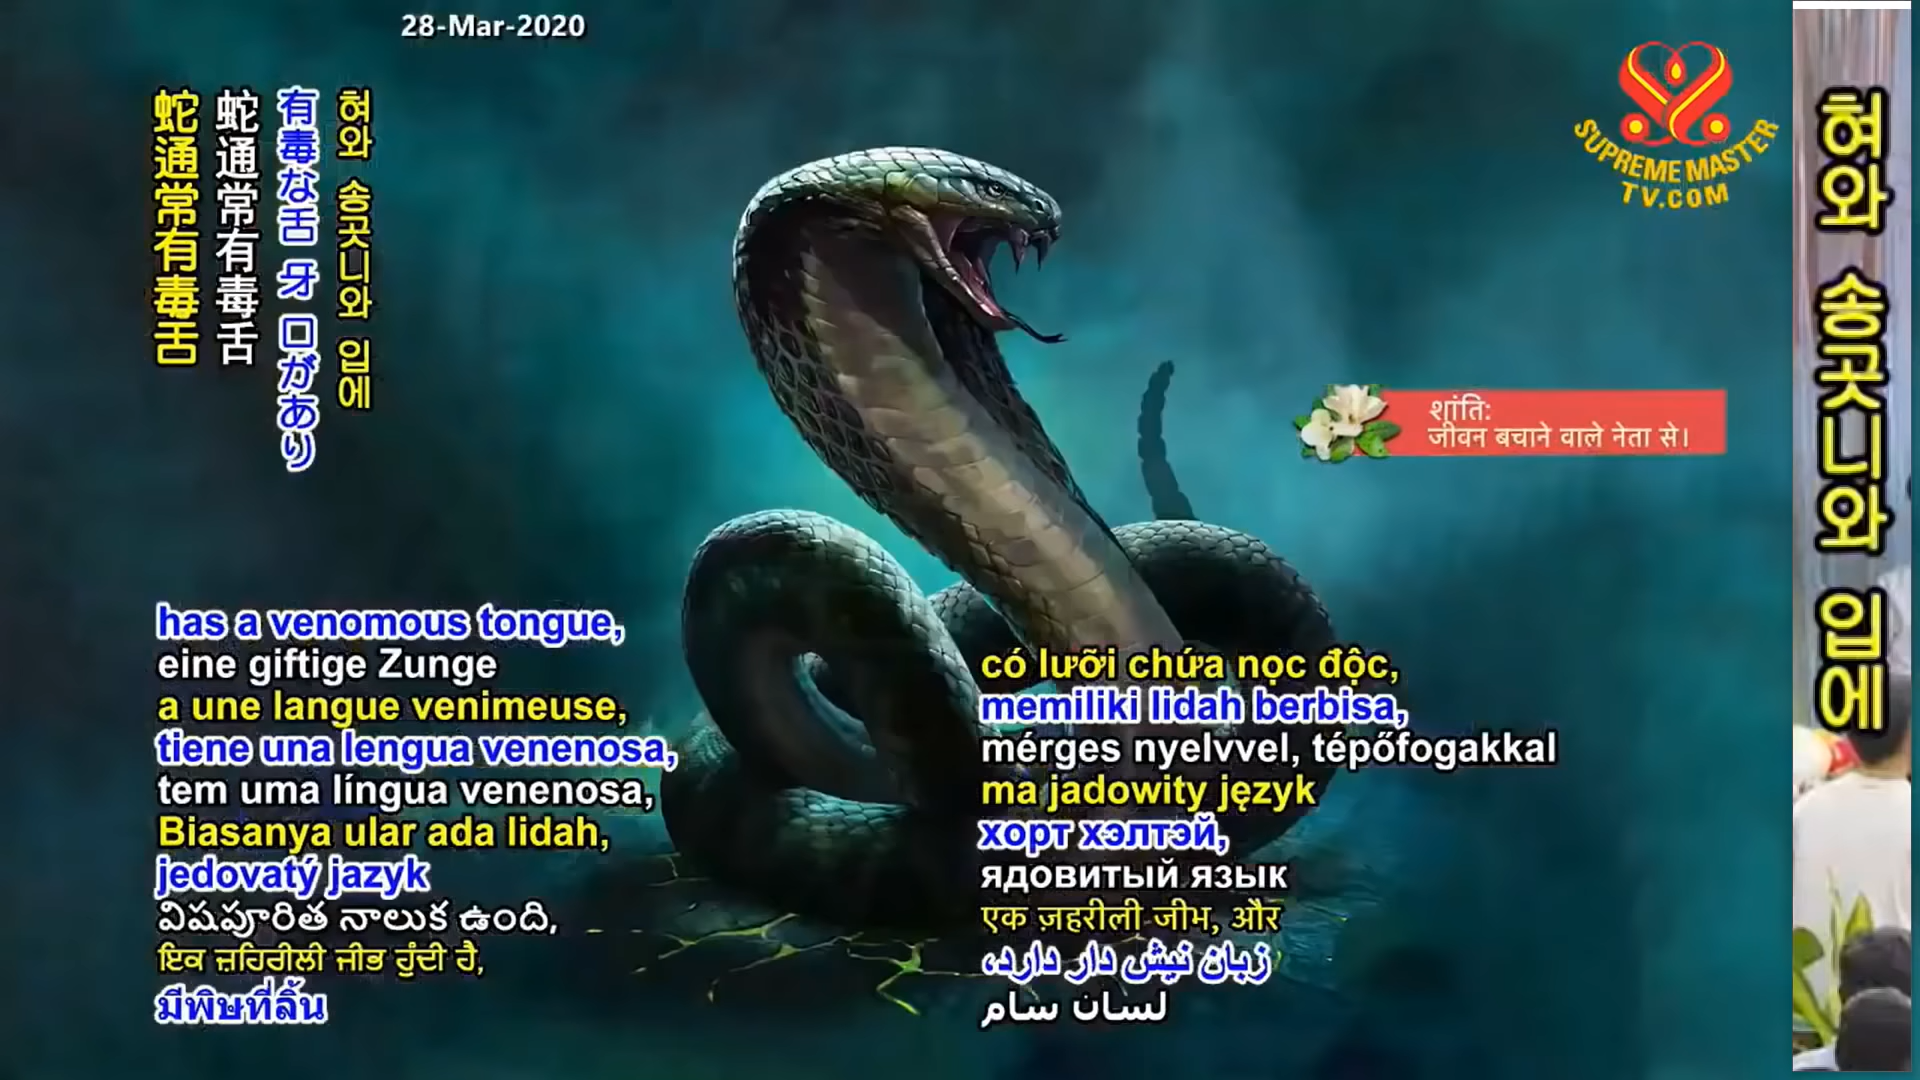 28-Mar-2020
SUPREME MASTER
TV.COM
蛇通常有毒舌
蛇通常有毒舌
有毒な舌 牙 口があり
혀와 송곳니와 입에
혀와 송곳니와 입에
शांति:
जीवन बचाने वाले नेता से।
has a venomous tongue,
eine giftige Zunge
a une langue venimeuse,
tiene una lengua venenosa,
tem uma língua venenosa,
Biasanya ular ada lidah,
jedovatý jazyk
విషపూరిత నాలుక ఉంది,
ਇਕ ਜ਼ਹਿਰੀਲੀ ਜੀਭ ਹੁੰਦੀ ਹੈ,
มีพิษที่ลิ้น
có lưỡi chứa nọc độc,
memiliki lidah berbisa,
mérges nyelvvel, tépőfogakkal
ma jadowity język
хорт хэлтэй,
ядовитый язык
एक ज़हरीली जीभ, और
زبان نیش دار دارد،
لسان سام